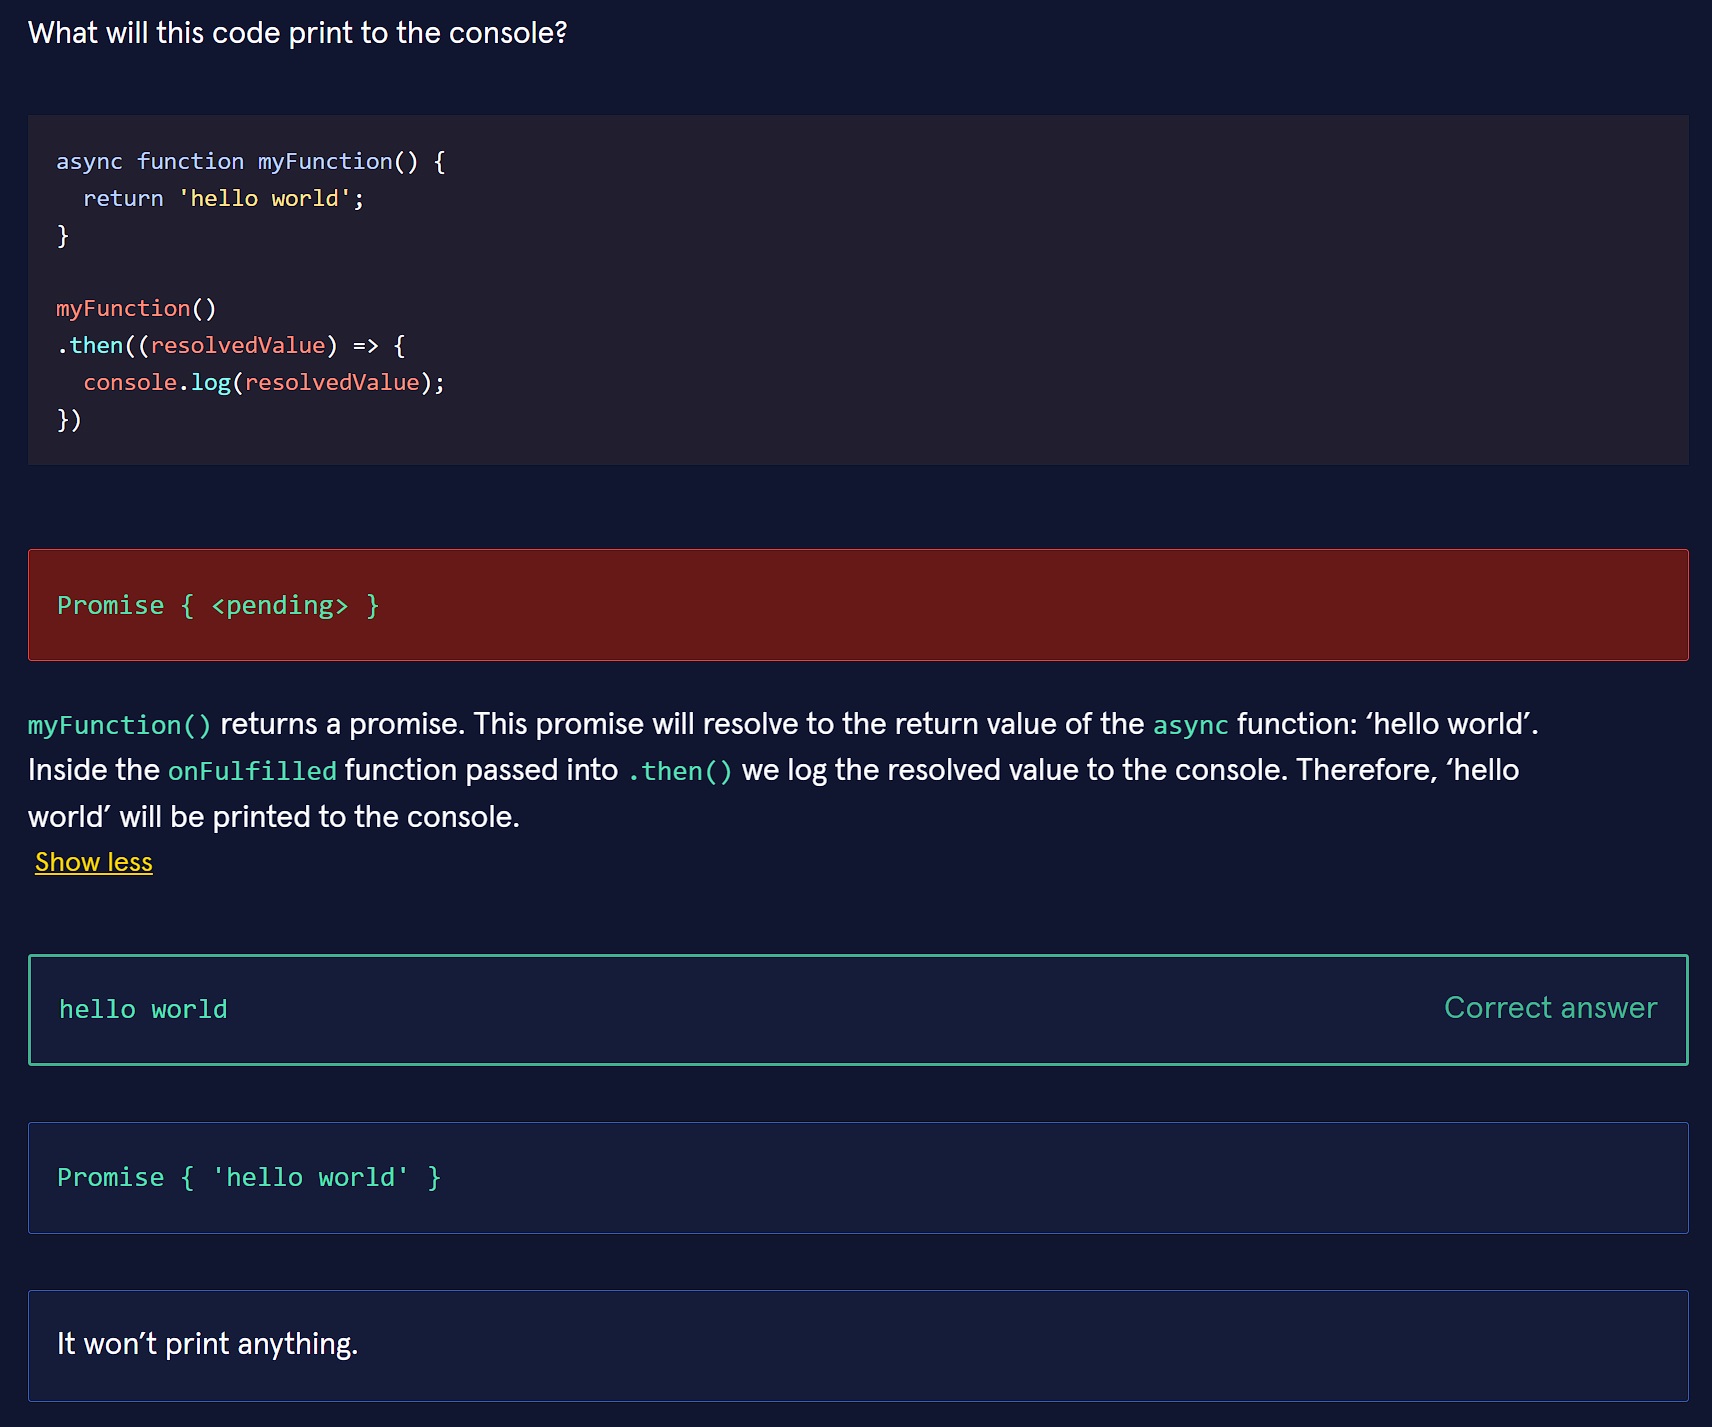 What will this code print to the console?
async function myFunction() {
  return 'hello world';
}
myFunction()
.then((resolvedValue) => {
  console.log(resolvedValue);
})
Promise { <pending> }
myFunction() returns a promise. This promise will resolve to the return value of the async function: ‘hello world’.
Inside the onFulfilled function passed into .then() we log the resolved value to the console. Therefore, ‘hello
world’ will be printed to the console.
Show less
hello world Correct answer
Promise { 'hello world' }
It won’t print anything.